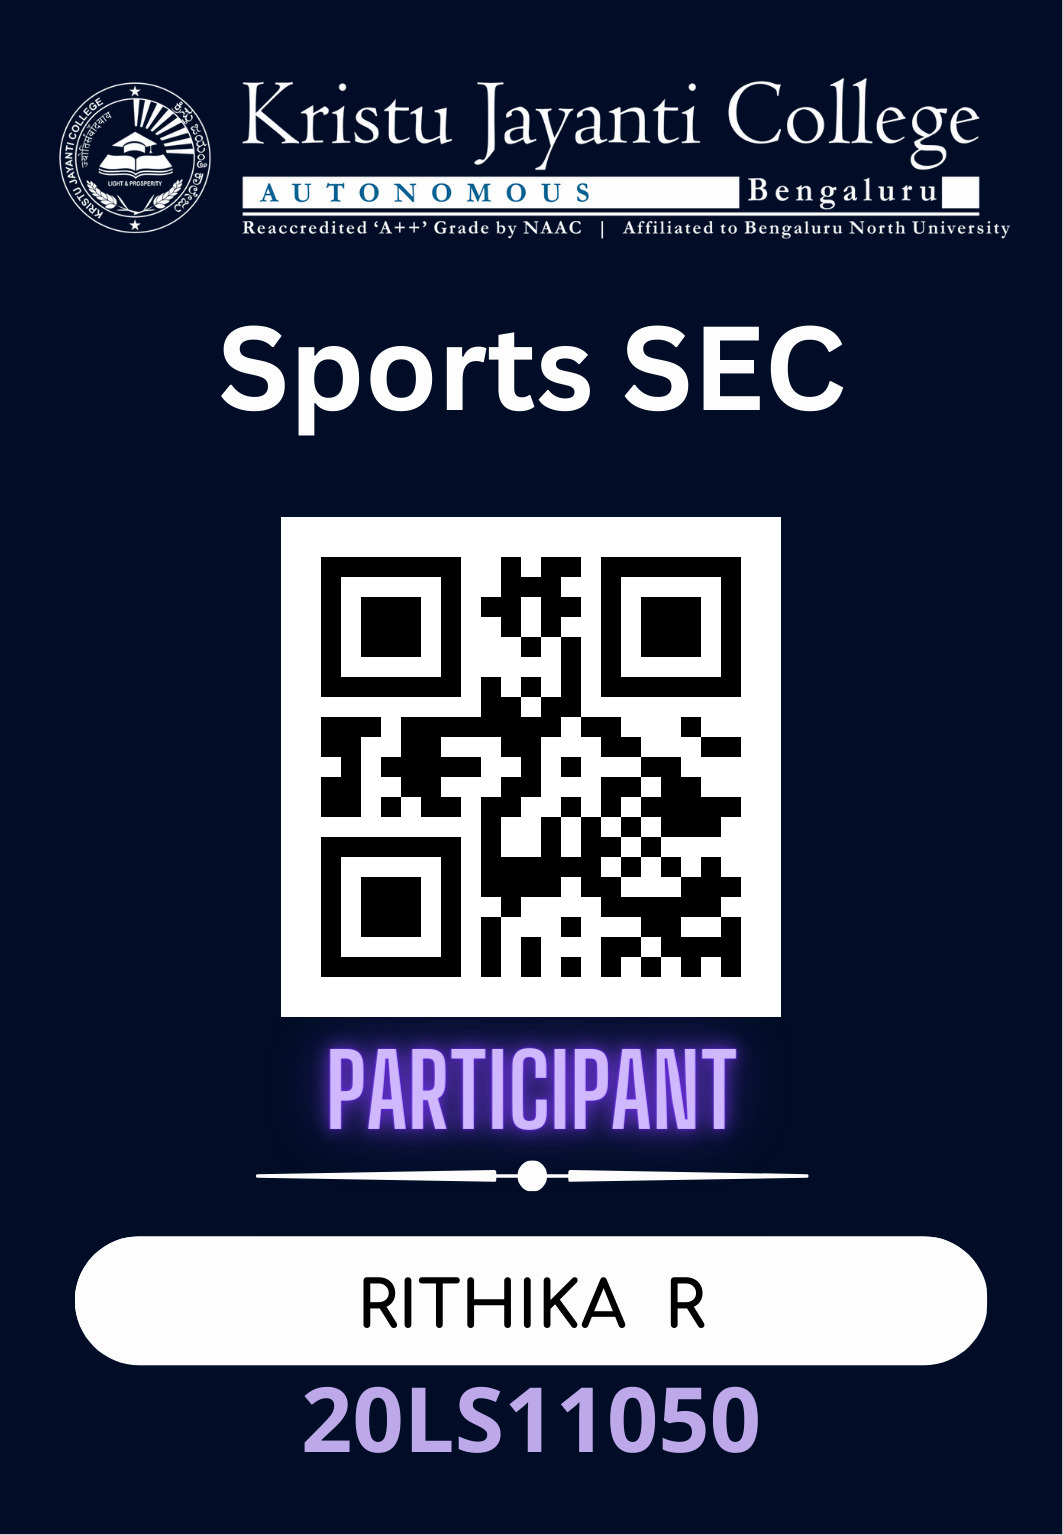 KRISTU JAYANTI COLLEGE
ಕ್ರಿಸ್ತು ಜಯಂತಿ ಕಾಲೇಜು
LIGHT & PROSPERITY
Kristu Jayanti College
AUTONOMOUS Bengaluru
Reaccredited ‘A++’ Grade by NAAC | Affiliated to Bengaluru North University
Sports SEC
PARTICIPANT
RITHIKA R
20LS11050